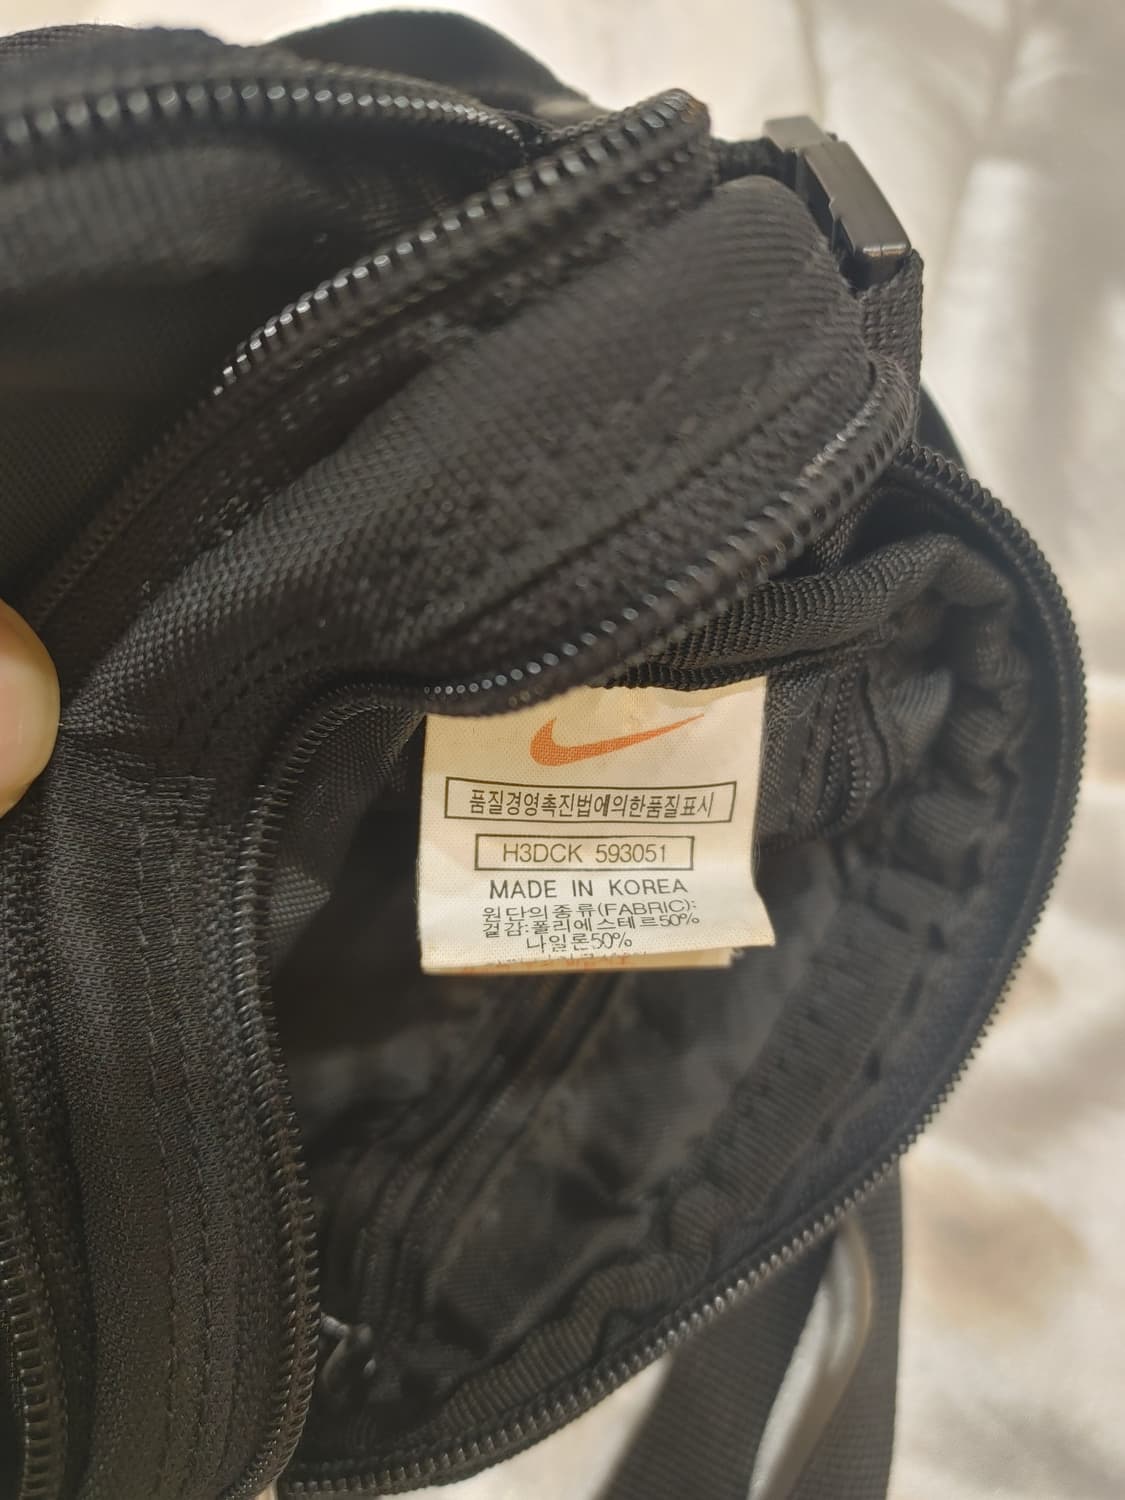 품질경영촉진법에의한품질표시
H3DCK 593051
MADE IN KOREA
원단의종류(FABRIC):
겉감:폴리에스테르50%
나일론50%